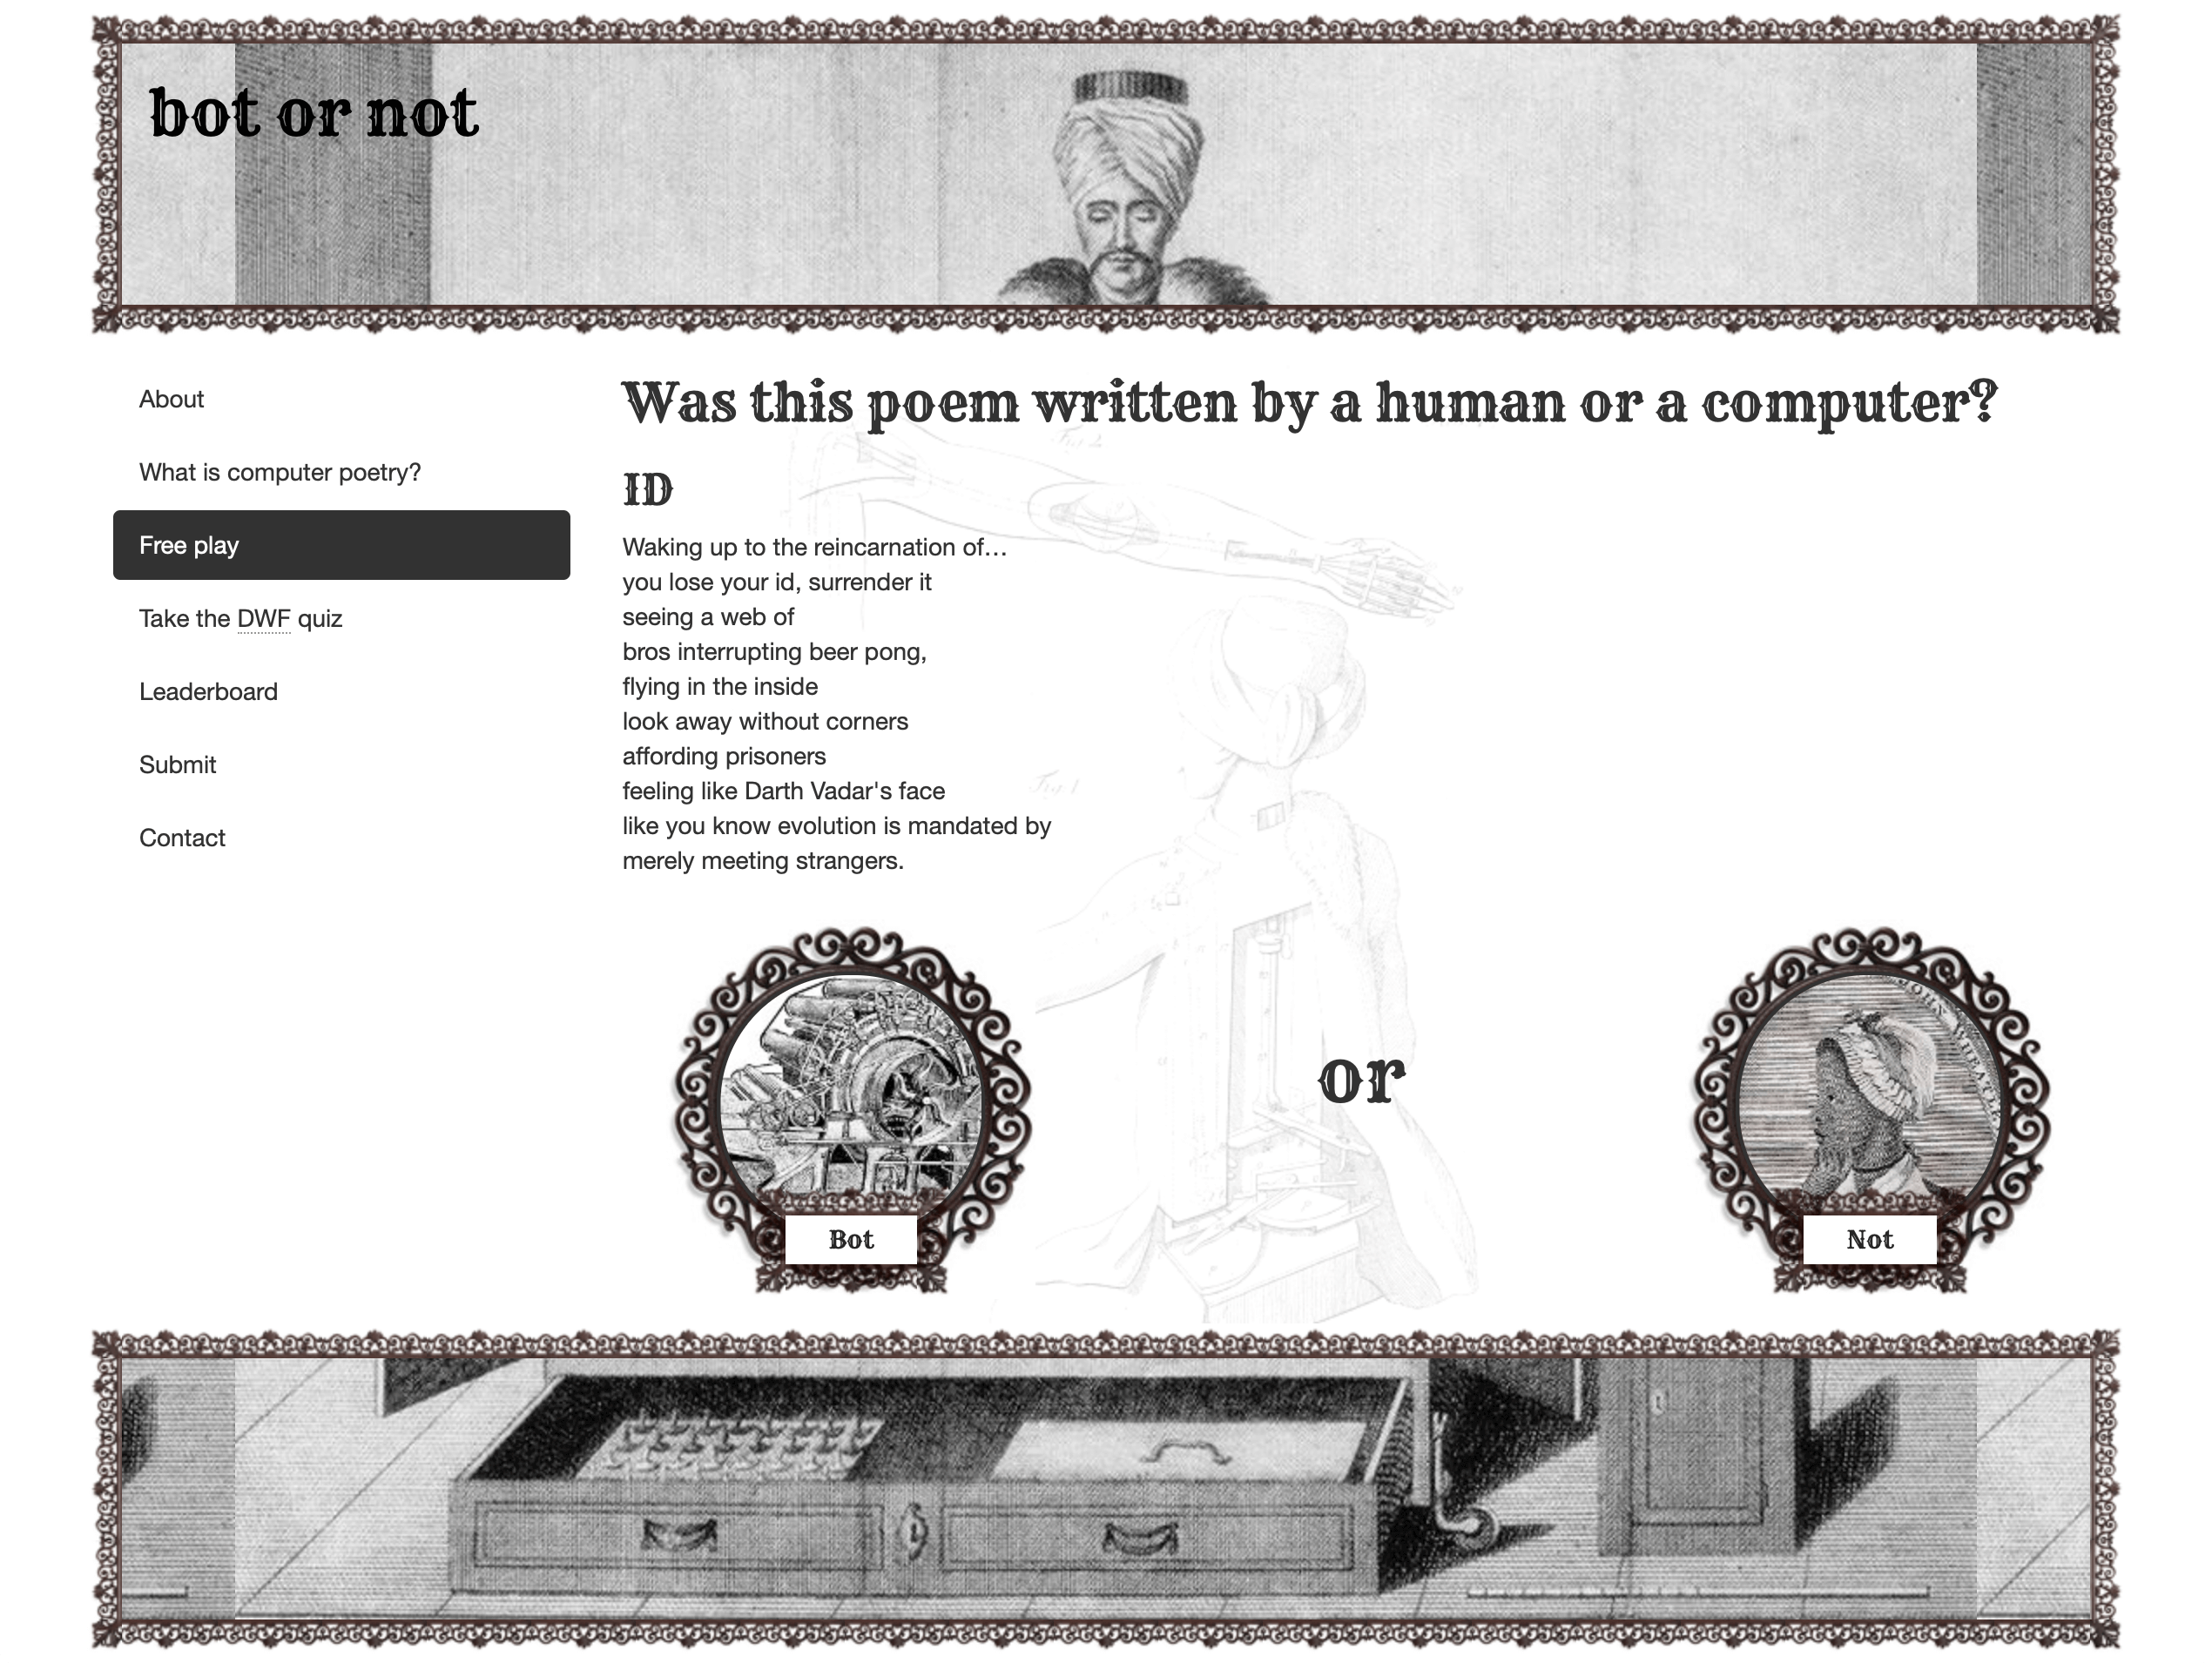 bot or not
About
What is computer poetry?
Free play
Take the DWF quiz
Leaderboard
Submit
Contact
Was this poem written by a human or a computer?
ID
Waking up to the reincarnation of…
you lose your id, surrender it
seeing a web of
bros interrupting beer pong,
flying in the inside
look away without corners
affording prisoners
feeling like Darth Vadar's face
like you know evolution is mandated by
merely meeting strangers.
Bot
or
Not